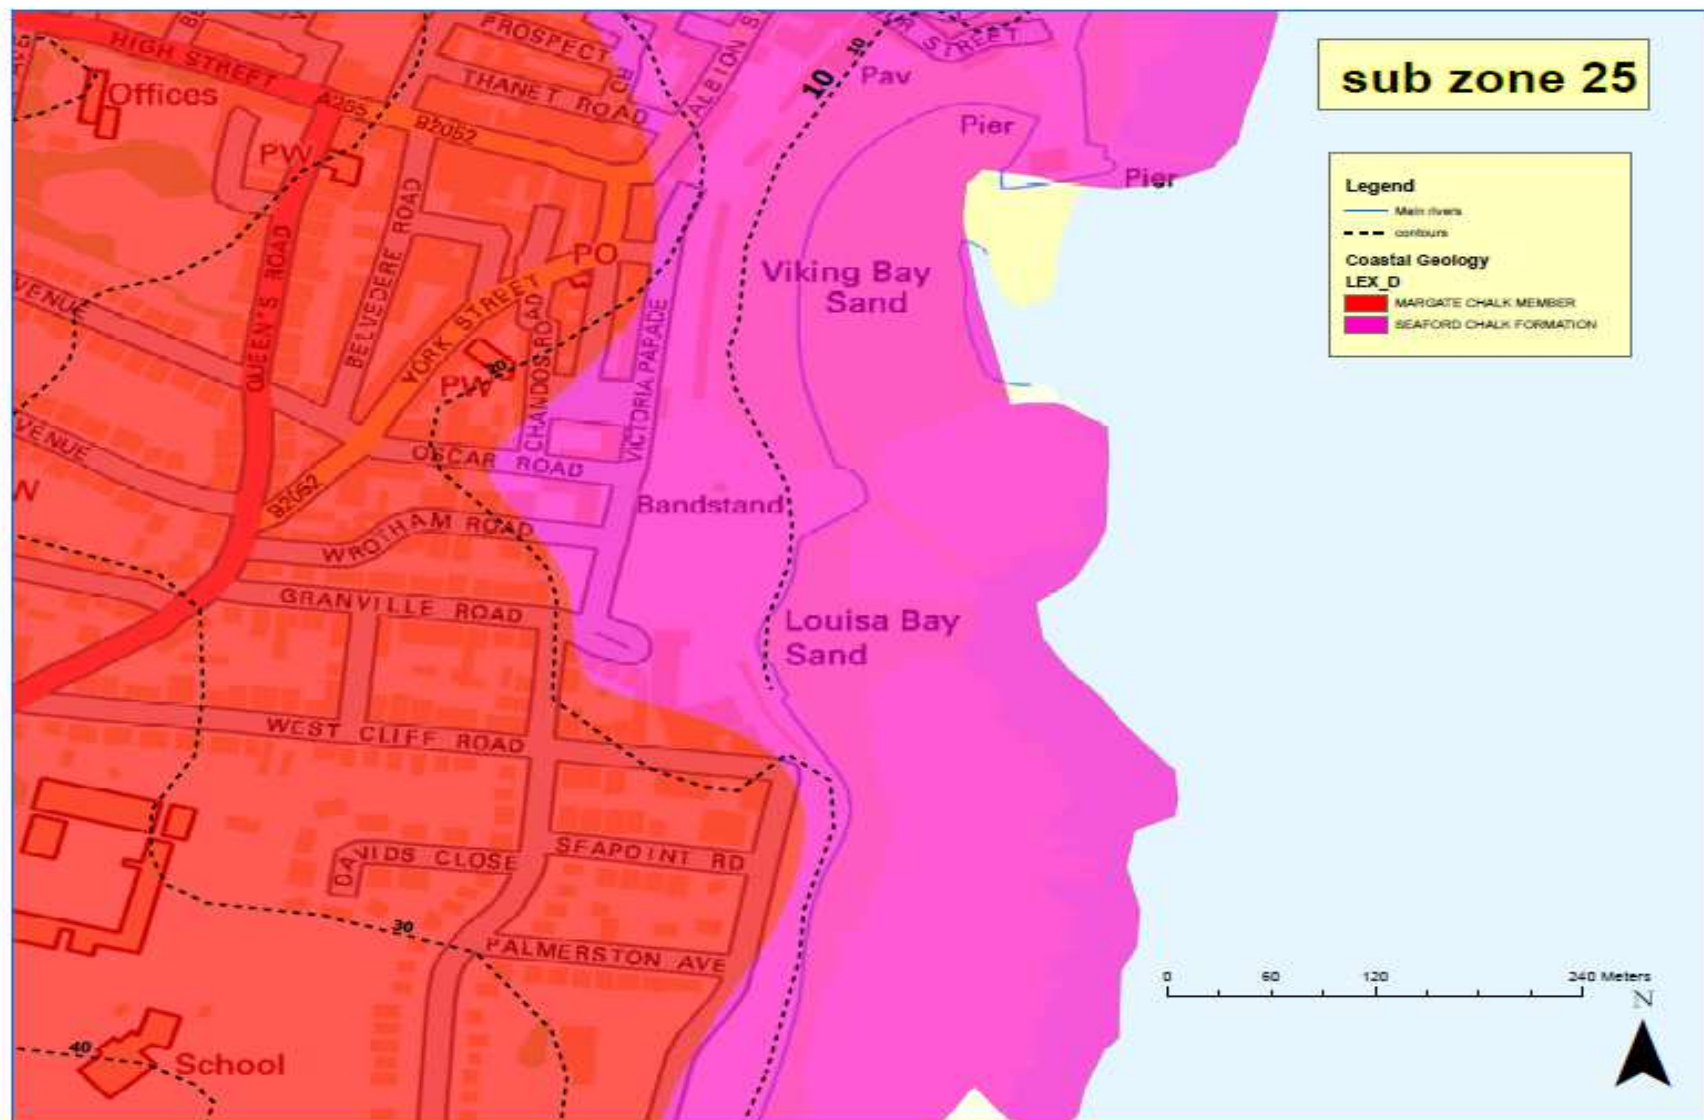 sub zone 25
Legend
Main rivers
contours
Coastal Geology
LEX_D
MARGATE CHALK MEMBER
SEAFORD CHALK FORMATION
PROSPECT
RD
HIGH STREET
THANET ROAD
ALBION S
STREET
10
10
Pav
Offices
A255
B2052
Pier
PW
Pier
QUEEN'S ROAD
BELVEDERE ROAD
PO
Viking Bay
Sand
VENUE
YORK STREET
CHANDOS ROAD
VICTORIA PARADE
PW
20
VENUE
OSCAR ROAD
W
B2052
Bandstand
WROTHAM ROAD
GRANVILLE ROAD
Louisa Bay
Sand
WEST CLIFF ROAD
DAVIDS CLOSE
SEAPOINT RD
30
PALMERSTON AVE
0 60 120 240 Meters
N
40
School